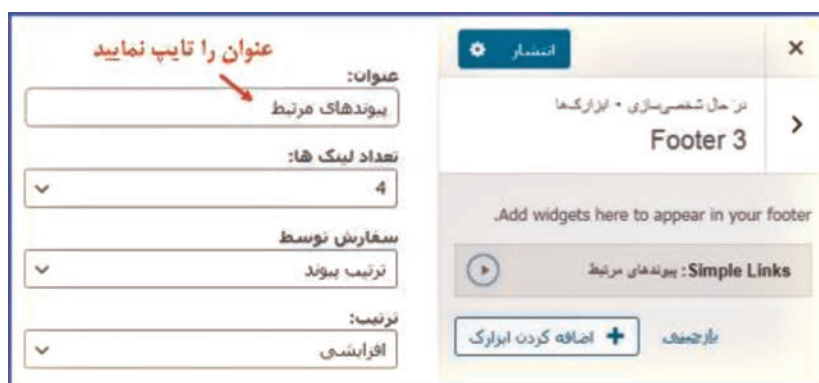 انتشار
در حال شخصی‌سازی • ابزارک‌ها
Footer 3
Add widgets here to appear in your footer.
Simple Links: پیوندهای مرتبط
بازچینی
اضافه کردن ابزارک
عنوان را تایپ نمایید
عنوان:
پیوندهای مرتبط
تعداد لینک ها:
4
سفارش توسط
ترتیب پیوند
ترتیب:
افزایشی